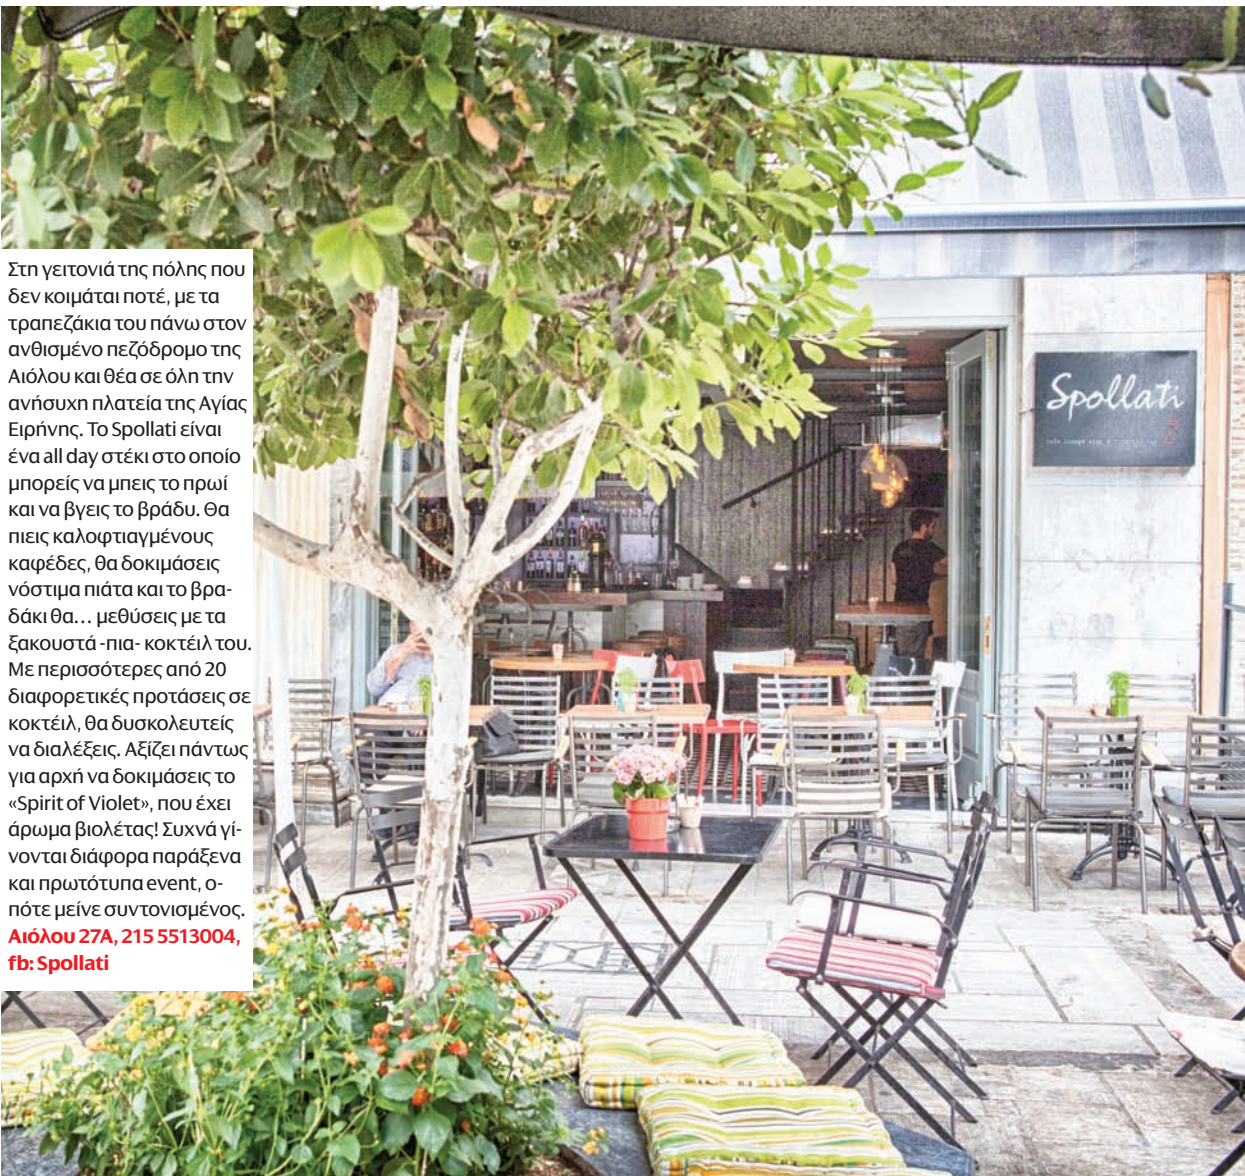 Στη γειτονιά της πόλης που
δεν κοιμάται ποτέ, με τα
τραπεζάκια του πάνω στον
ανθισμένο πεζόδρομο της
Αιόλου και θέα σε όλη την
ανήσυχη πλατεία της Αγίας
Ειρήνης. Το Spollati είναι
ένα all day στέκι στο οποίο
μπορείς να μπεις το πρωί
και να βγεις το βράδυ. Θα
πιεις καλοφτιαγμένους
καφέδες, θα δοκιμάσεις
νόστιμα πιάτα και το βρα-
δάκι θα... μεθύσεις με τα
ξακουστά -πια- κοκτέιλ του.
Με περισσότερες από 20
διαφορετικές προτάσεις σε
κοκτέιλ, θα δυσκολευτείς
να διαλέξεις. Αξίζει πάντως
για αρχή να δοκιμάσεις το
«Spirit of Violet», που έχει
άρωμα βιολέτας! Συχνά γί-
νονται διάφορα παράξενα
και πρωτότυπα event, ο-
πότε μείνε συντονισμένος.
Αιόλου 27Α, 215 5513004,
fb: Spollati
Spollati